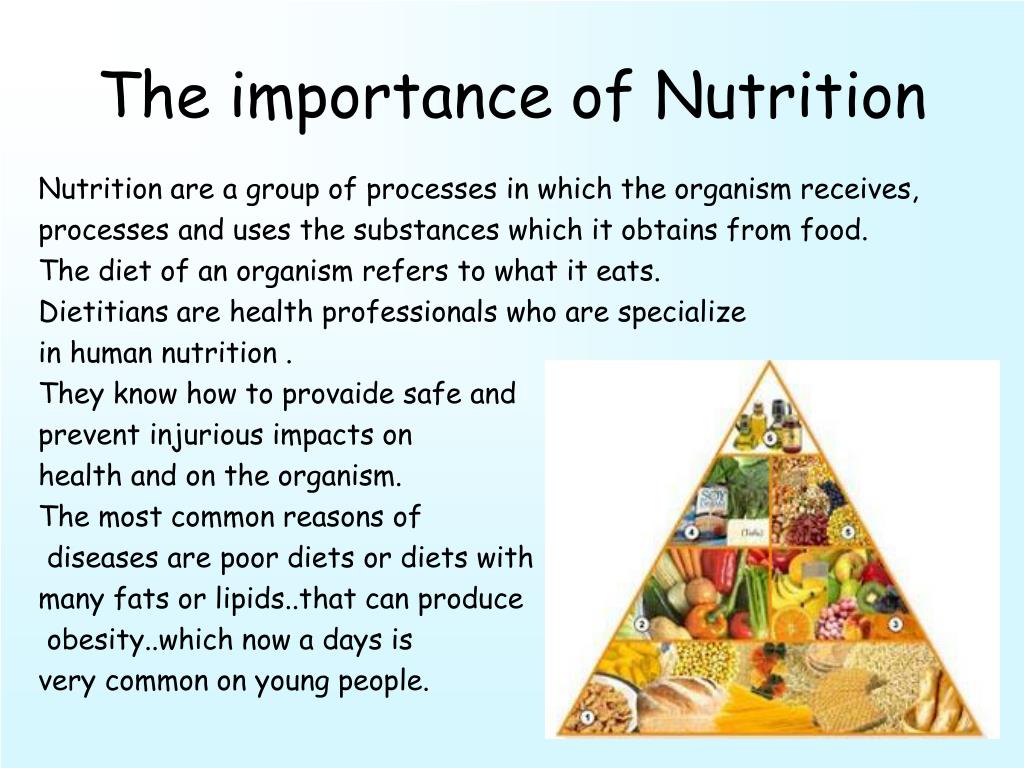 The importance of Nutrition
Nutrition are a group of processes in which the organism receives,
processes and uses the substances which it obtains from food.
The diet of an organism refers to what it eats.
Dietitians are health professionals who are specialize
in human nutrition .
They know how to provaide safe and
prevent injurious impacts on
health and on the organism.
The most common reasons of
diseases are poor diets or diets with
many fats or lipids..that can produce
obesity..which now a days is
very common on young people.
6
SOY
4
(Tofu)
5
2
3
1